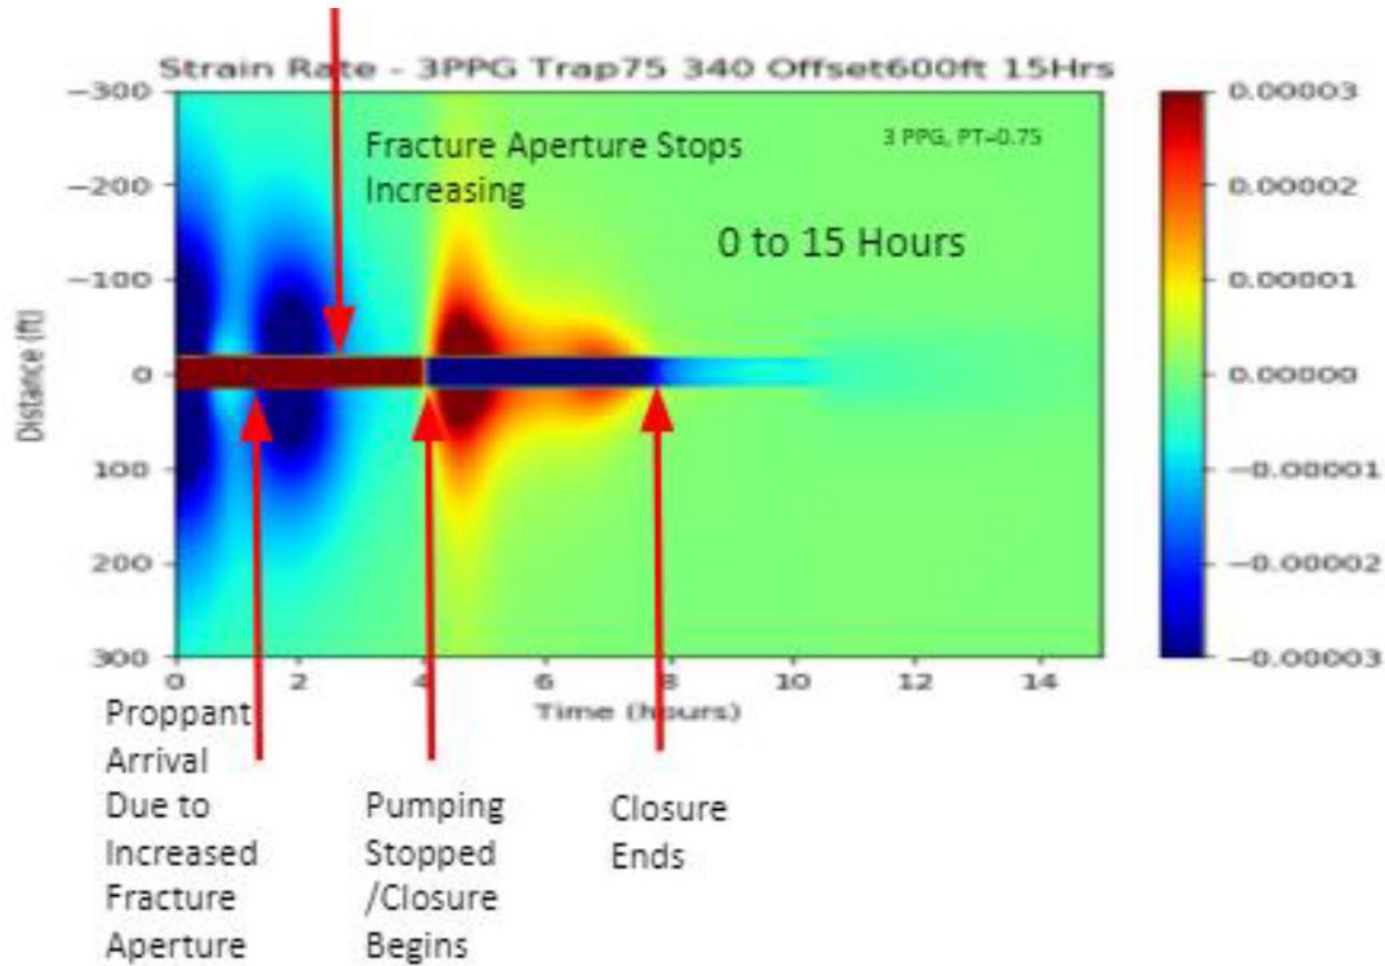 Strain Rate - 3PPG Trap75 340 Offset600ft 15Hrs
Fracture Aperture Stops
Increasing
3 PPG, PT=0.75
0 to 15 Hours
Distance (ft)
−300
−200
−100
0
100
200
300
0 2 4 6 8 10 12 14
Time (hours)
0.00003
0.00002
0.00001
0.00000
−0.00001
−0.00002
−0.00003
Proppant
Arrival
Due to
Increased
Fracture
Aperture
Pumping
Stopped
/Closure
Begins
Closure
Ends